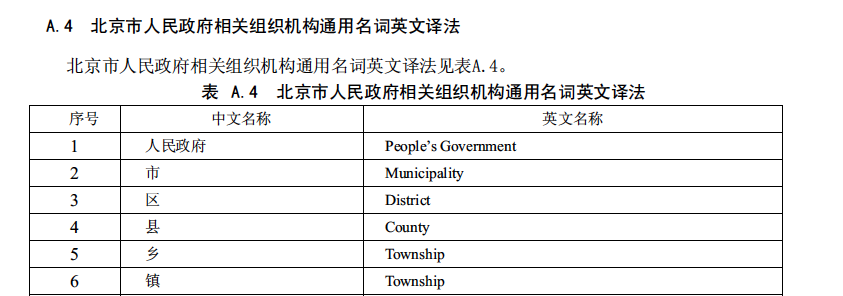 A.4 北京市人民政府相关组织机构通用名词英文译法
北京市人民政府相关组织机构通用名词英文译法见表A.4。
表 A.4 北京市人民政府相关组织机构通用名词英文译法
序号 中文名称 英文名称
1 人民政府 People’s Government
2 市 Municipality
3 区 District
4 县 County
5 乡 Township
6 镇 Township